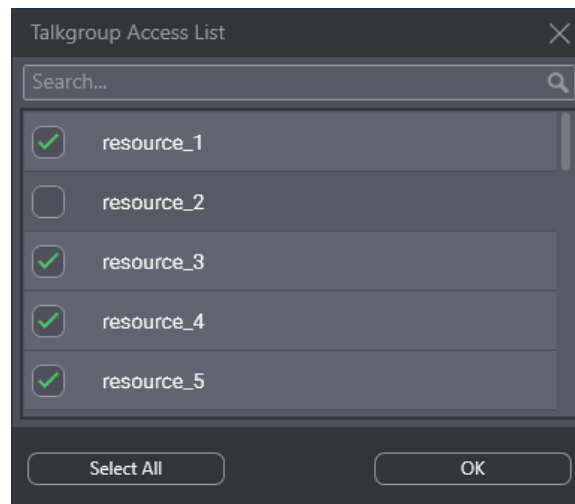 Talkgroup Access List
Search...
resource_1
resource_2
resource_3
resource_4
resource_5
Select All
OK